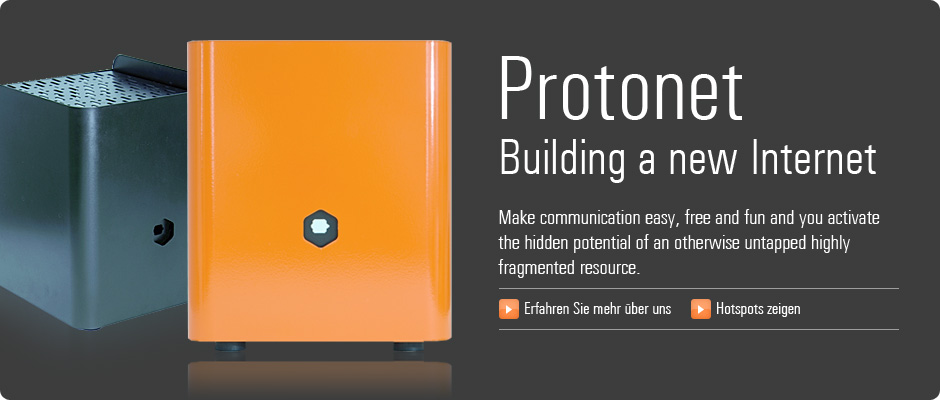 Protonet
Building a new Internet
Make communication easy, free and fun and you activate
the hidden potential of an otherwise untapped highly
fragmented resource.
Erfahren Sie mehr über uns Hotspots zeigen